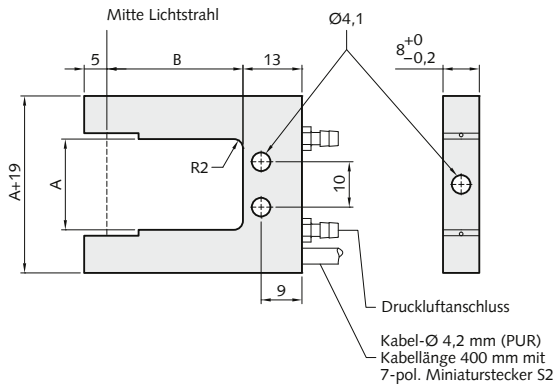 Mitte Lichtstrahl
Ø4,1
8 +0 –0,2
5
B
13
A+19
A
R2
10
9
Druckluftanschluss
Kabel-Ø 4,2 mm (PUR)
Kabellänge 400 mm mit
7-pol. Miniaturstecker S2